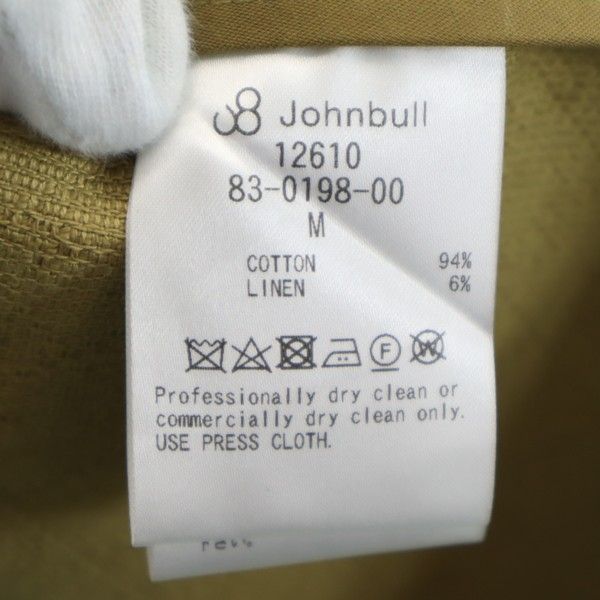 Johnbull
12610
83-0198-00
M
COTTON 94%
LINEN 6%
F W
Professionally dry clean or
commercially dry clean only.
USE PRESS CLOTH.